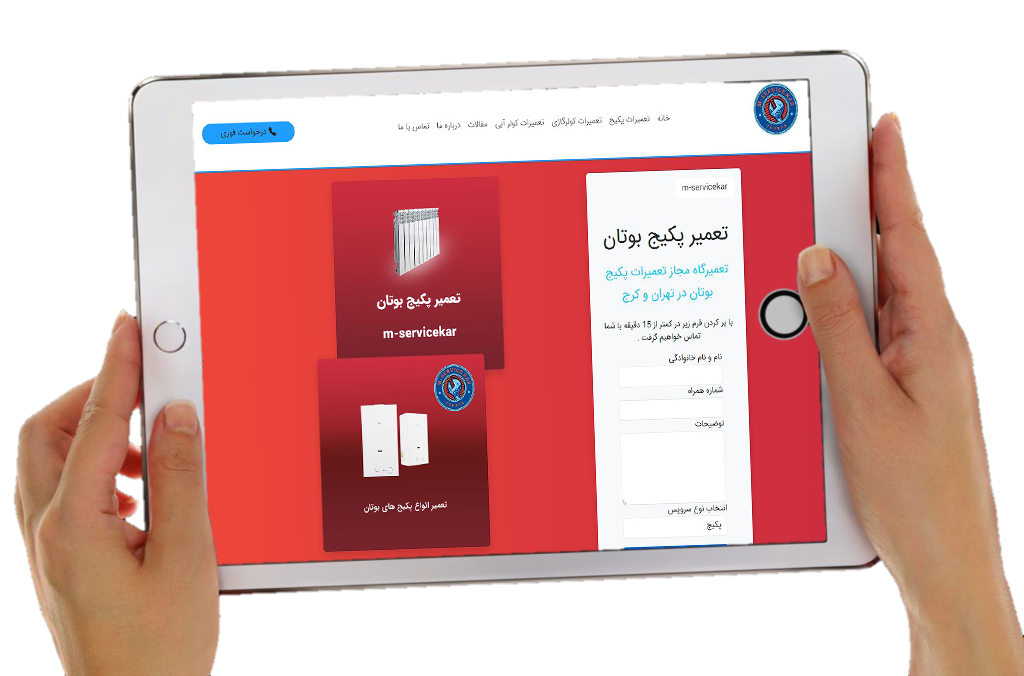 خانه تعمیرات پکیج تعمیرات کولرگازی تعمیرات کولر آبی مقالات درباره ما تماس با ما
درخواست فوری
m-servicekar
تعمیر پکیج بوتان
تعمیرگاه مجاز تعمیرات پکیج
بوتان در تهران و کرج
با پر کردن فرم زیر در کمتر از 15 دقیقه با شما
تماس خواهیم گرفت .
نام و نام خانوادگی
شماره همراه
توضیحات
انتخاب نوع سرویس
پکیج
تعمیر پکیج بوتان
m-servicekar
M-SERVICE KAR
تعمیر انواع پکیج های بوتان